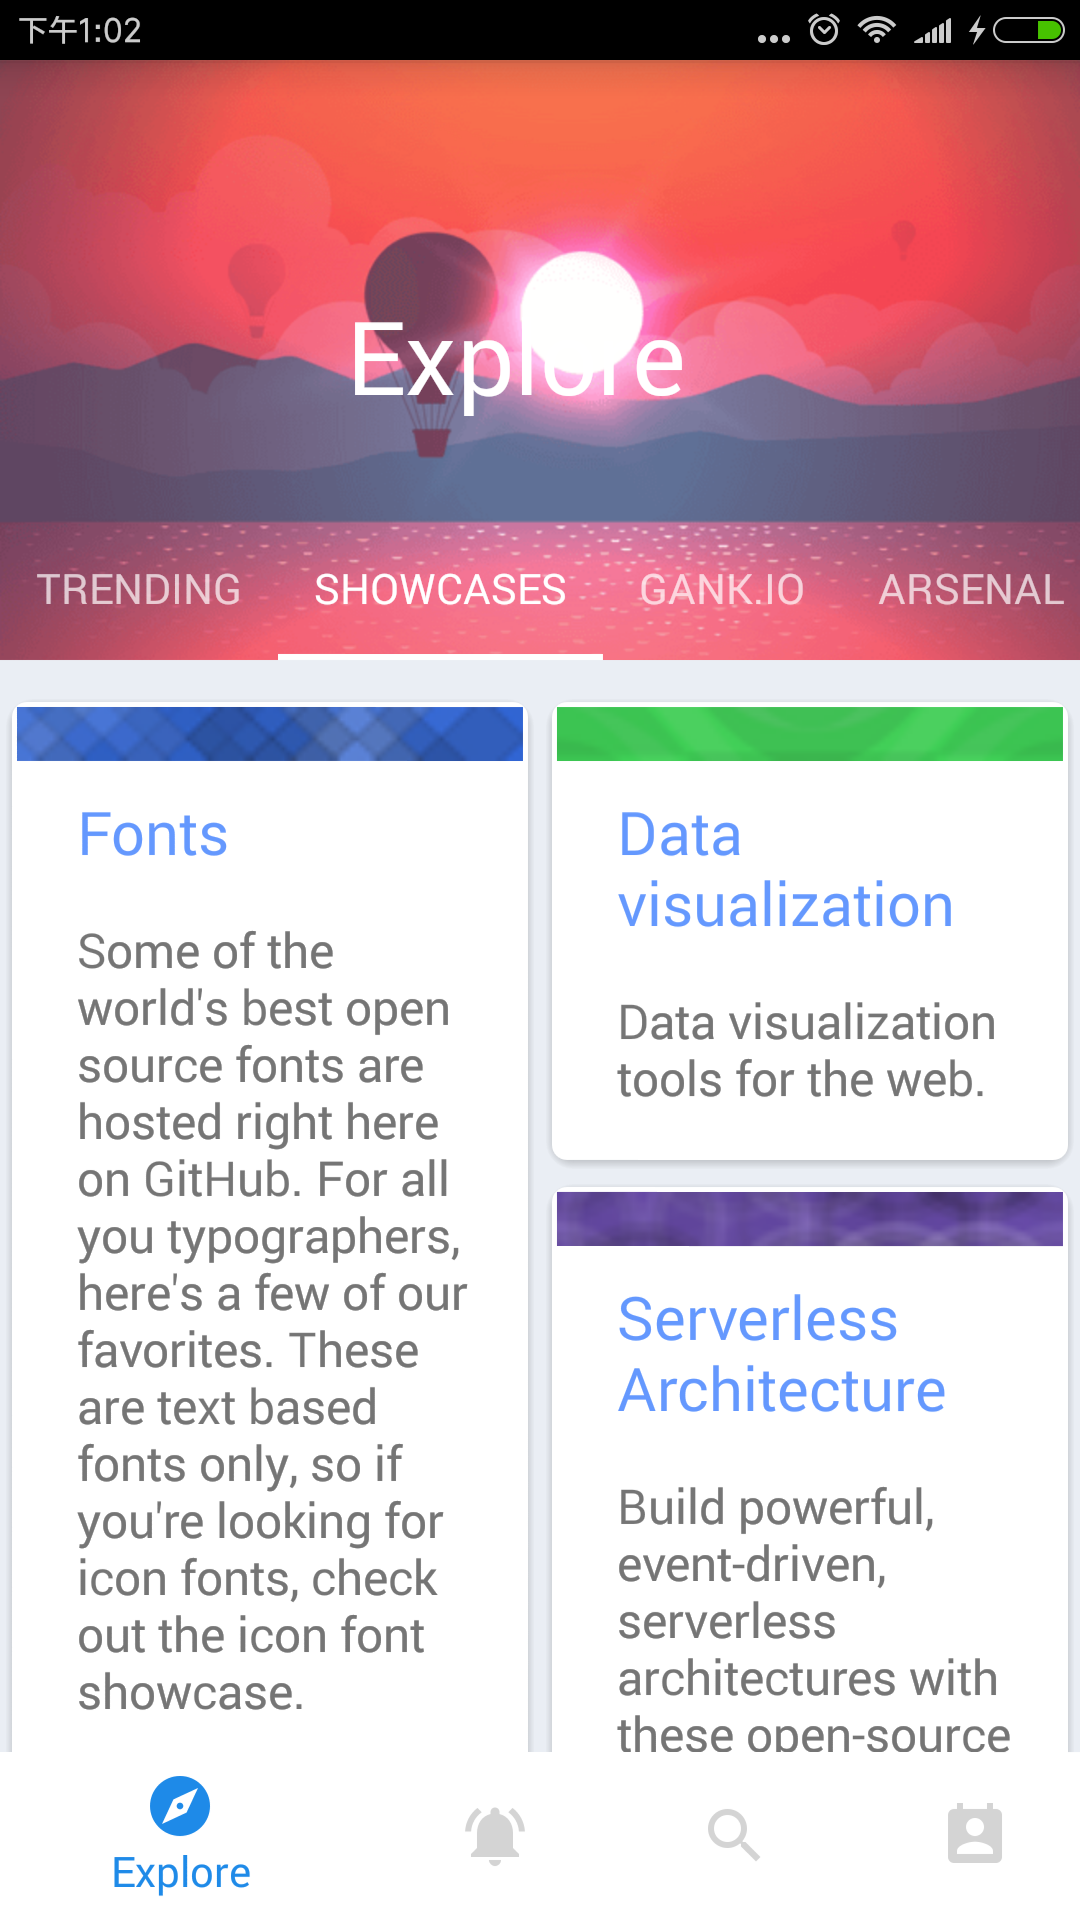 下午1:02
Explore
TRENDING
SHOWCASES
GANK.IO
ARSENAL
Fonts
Some of the
world's best open
source fonts are
hosted right here
on GitHub. For all
you typographers,
here's a few of our
favorites. These
are text based
fonts only, so if
you're looking for
icon fonts, check
out the icon font
showcase.
Data
visualization
Data visualization
tools for the web.
Serverless
Architecture
Build powerful,
event-driven,
serverless
architectures with
these open-source
Explore